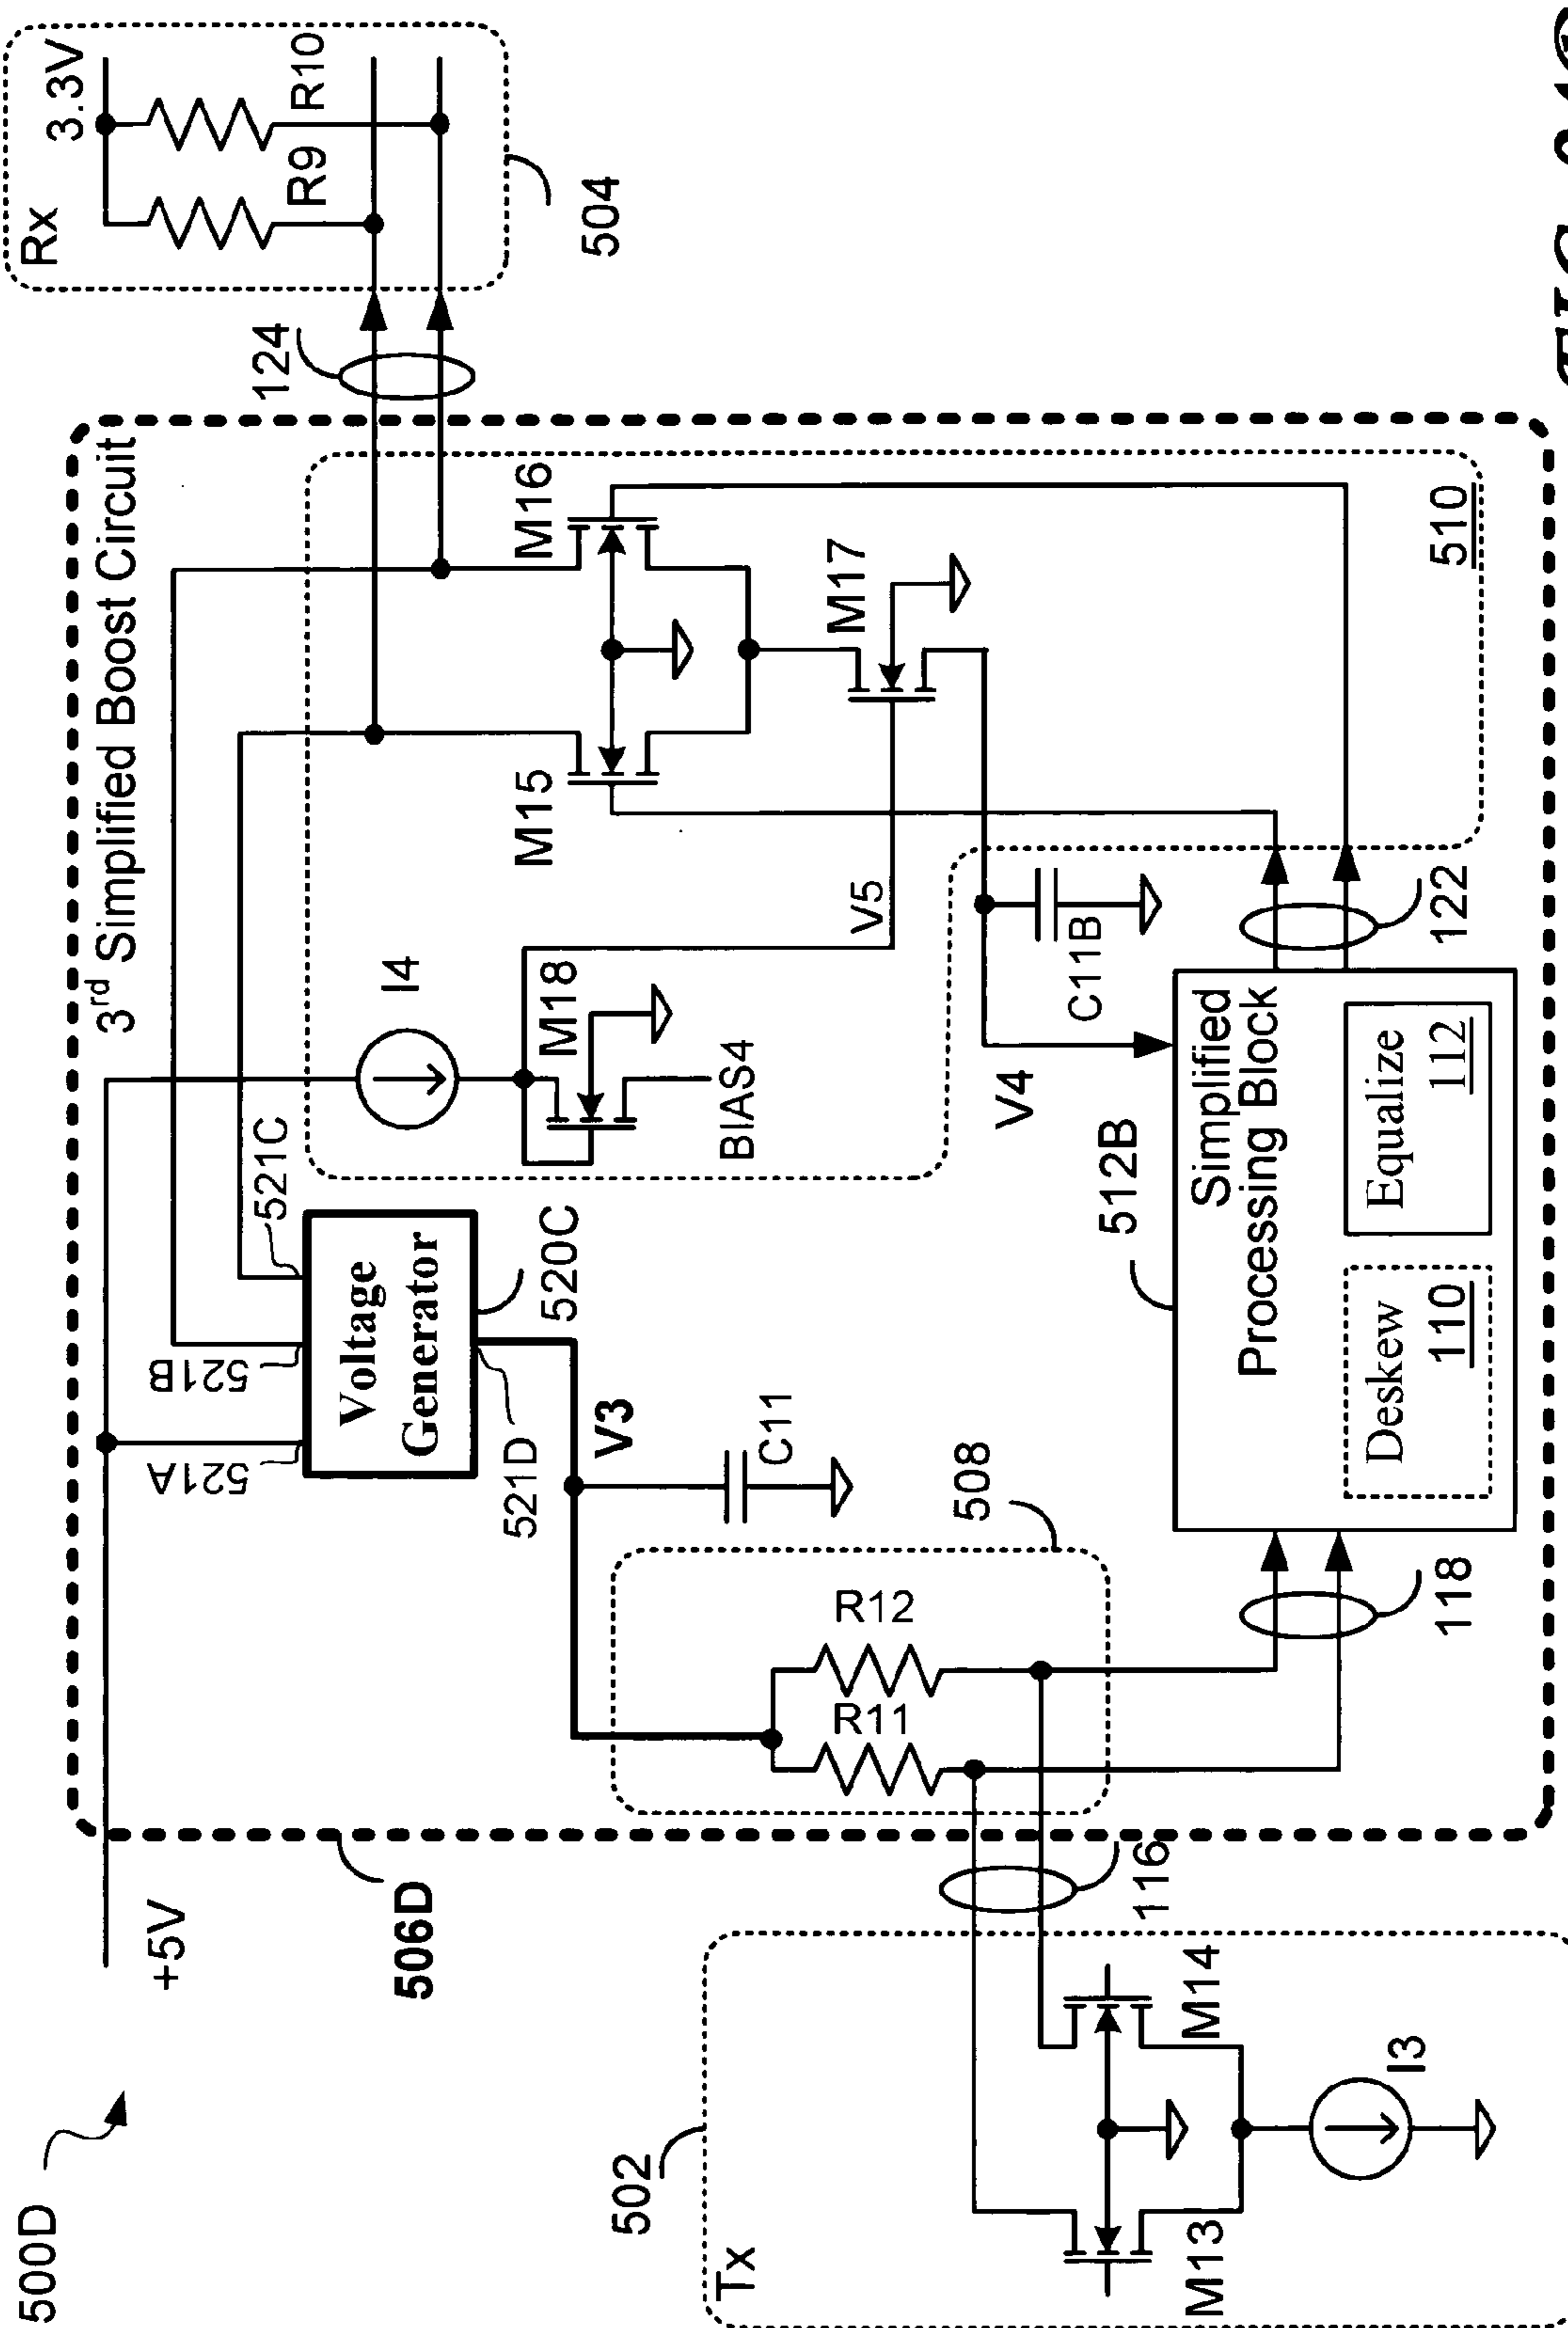 500D
+5V
506D
3rd Simplified Boost Circuit
521A
521B
521C
Voltage
Generator
520C
521D
V3
C11
I4
M18
BIAS4
V5
M15
M16
M17
510
124
Rx
3.3V
R9
R10
504
508
R11
R12
V4
C11B
502
Tx
M13
M14
I3
116
118
512B
Simplified
Processing Block
Deskew
110
Equalize
112
122